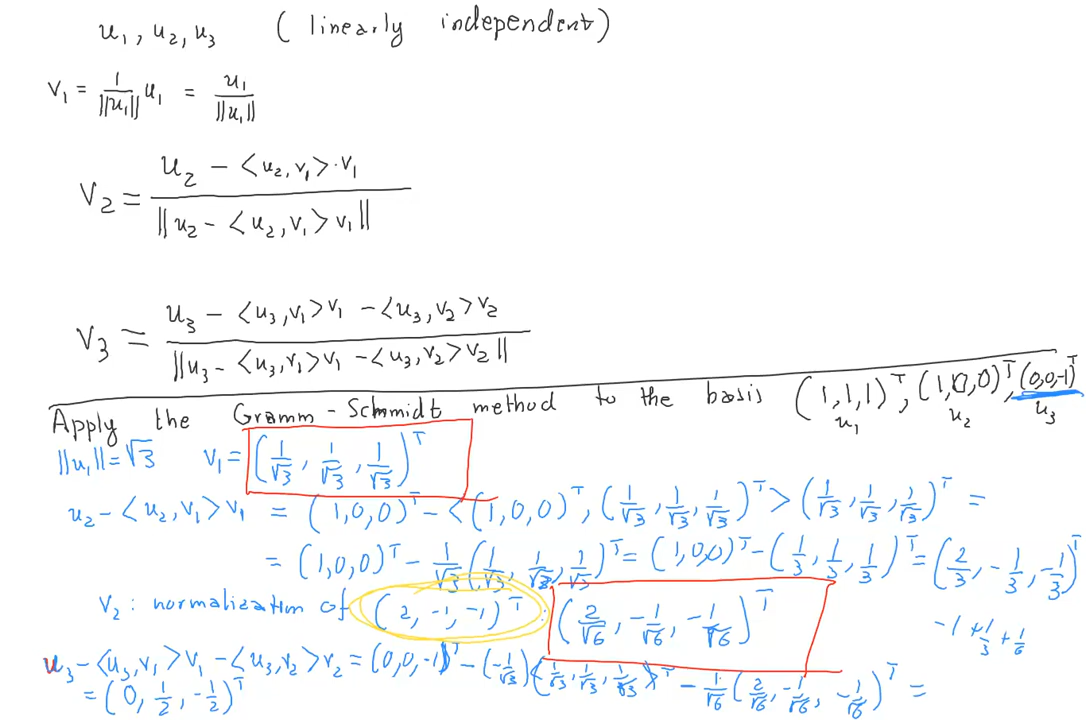 u₁, u₂, u₃ (linearly independent)
v₁ = 1/||u₁|| u₁ = u₁/||u₁||
v₂ = (u₂ - <u₂, v₁>·v₁) / ||u₂ - <u₂, v₁> v₁||
v₃ = (u₃ - <u₃, v₁> v₁ - <u₃, v₂> v₂) / ||u₃ - <u₃, v₁> v₁ - <u₃, v₂> v₂||
Apply the Gramm-Schmidt method to the basis (1,1,1)ᵀ, (1,0,0)ᵀ, (0,0,-1)ᵀ
u₁ u₂ u₃
||u₁|| = √3 v₁ = (1/√3, 1/√3, 1/√3)ᵀ
u₂ - <u₂, v₁> v₁ = (1,0,0)ᵀ - <(1,0,0)ᵀ, (1/√3, 1/√3, 1/√3)ᵀ> (1/√3, 1/√3, 1/√3)ᵀ =
= (1,0,0)ᵀ - 1/√3 (1/√3, 1/√3, 1/√3)ᵀ = (1,0,0)ᵀ - (1/3, 1/3, 1/3)ᵀ = (2/3, -1/3, -1/3)ᵀ
v₂: normalization of (2, -1, -1)ᵀ: (2/√6, -1/√6, -1/√6)ᵀ
-1 + 1/3 + 1/6
u₃ - <u₃, v₁> v₁ - <u₃, v₂> v₂ = (0,0,-1)ᵀ - (-1/√3)(1/√3, 1/√3, 1/√3)ᵀ - 1/√6 (2/√6, -1/√6, -1/√6)ᵀ =
= (0, 1/2, -1/2)ᵀ